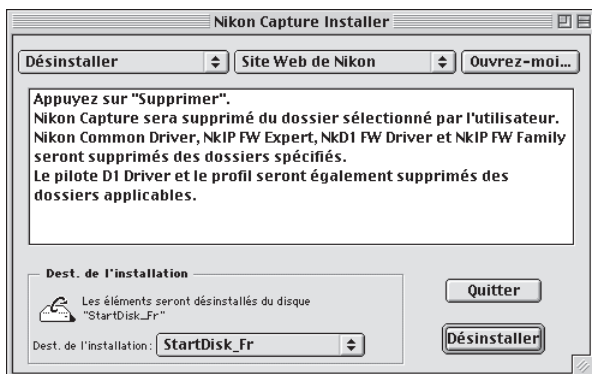 Nikon Capture Installer
Désinstaller
Site Web de Nikon
Ouvrez-moi...
Appuyez sur "Supprimer".
Nikon Capture sera supprimé du dossier sélectionné par l'utilisateur.
Nikon Common Driver, NkIP FW Expert, NkD1 FW Driver et NkIP FW Family
seront supprimés des dossiers spécifiés.
Le pilote D1 Driver et le profil seront également supprimés des
dossiers applicables.
Dest. de l'installation
Les éléments seront désinstallés du disque
"StartDisk_Fr"
Dest. de l'installation: StartDisk_Fr
Quitter
Désinstaller